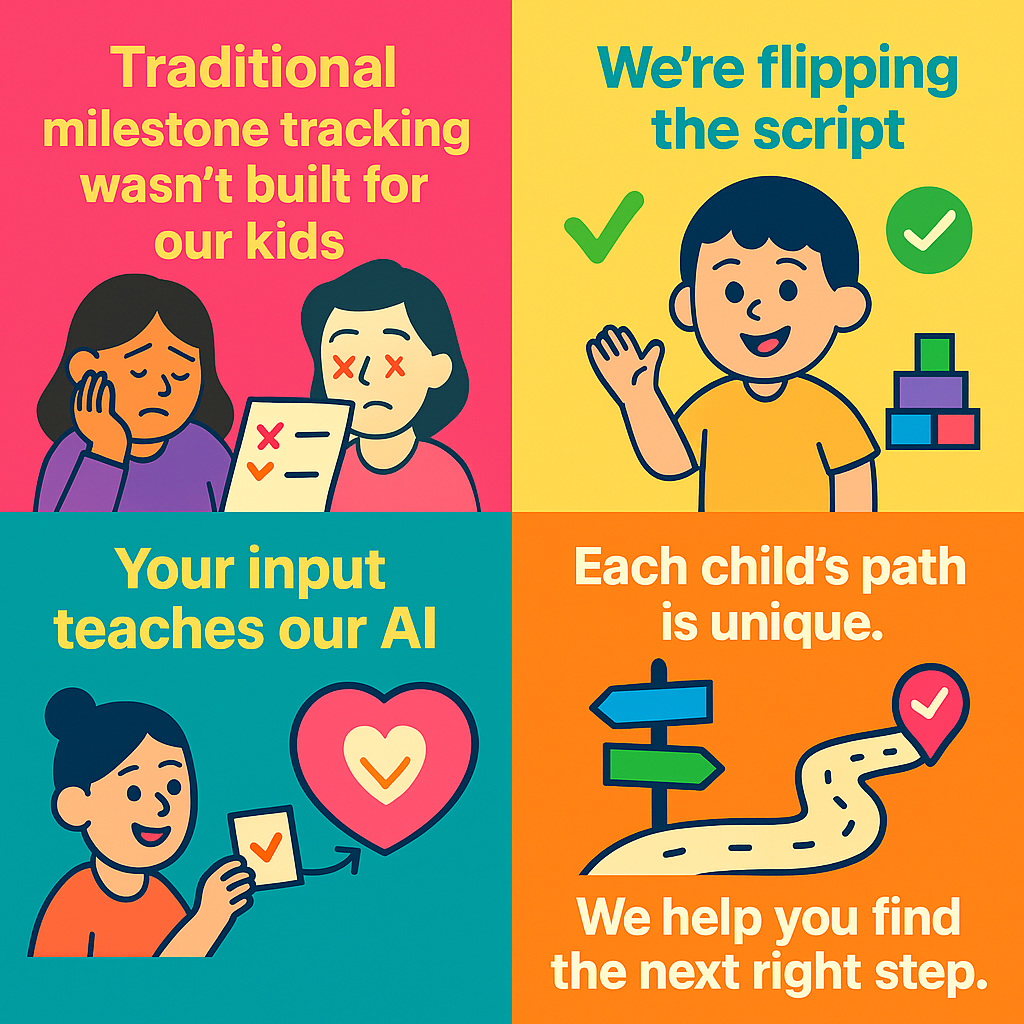 Traditional
milestone tracking
wasn't built for
our kids
We're flipping
the script
Your input
teaches our AI
Each child's path
is unique.
We help you find
the next right step.